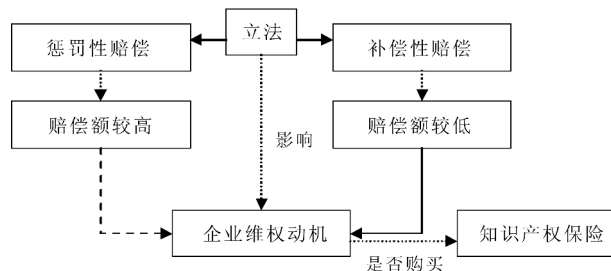 立法
惩罚性赔偿
补偿性赔偿
赔偿额较高
赔偿额较低
影响
企业维权动机
知识产权保险
是否购买